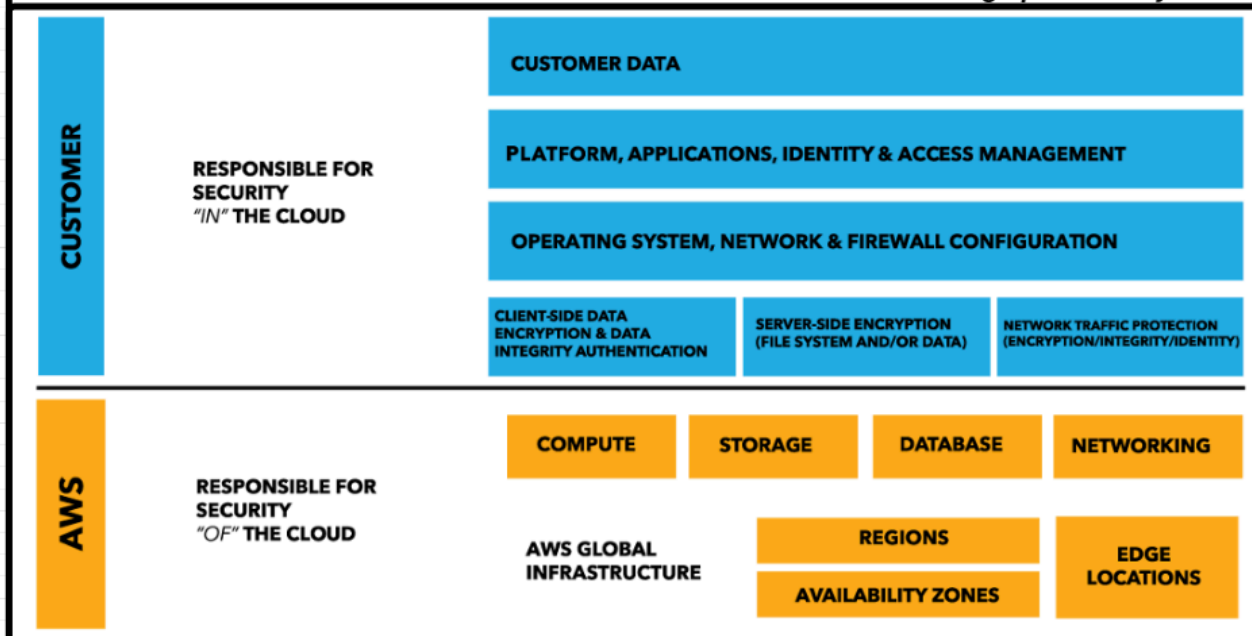 CUSTOMER
RESPONSIBLE FOR
SECURITY
"IN" THE CLOUD
CUSTOMER DATA
PLATFORM, APPLICATIONS, IDENTITY & ACCESS MANAGEMENT
OPERATING SYSTEM, NETWORK & FIREWALL CONFIGURATION
CLIENT-SIDE DATA
ENCRYPTION & DATA
INTEGRITY AUTHENTICATION
SERVER-SIDE ENCRYPTION
(FILE SYSTEM AND/OR DATA)
NETWORK TRAFFIC PROTECTION
(ENCRYPTION/INTEGRITY/IDENTITY)
AWS
RESPONSIBLE FOR
SECURITY
"OF" THE CLOUD
COMPUTE
STORAGE
DATABASE
NETWORKING
AWS GLOBAL
INFRASTRUCTURE
REGIONS
AVAILABILITY ZONES
EDGE
LOCATIONS